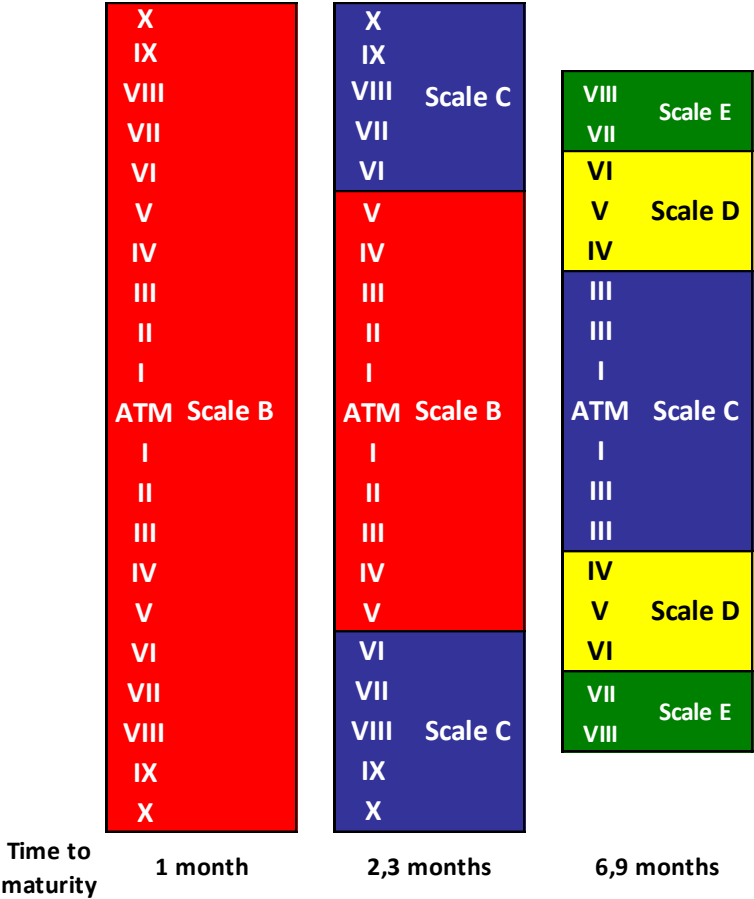 X
IX
VIII
VII
VI
V
IV
III
II
I
ATM Scale B
I
II
III
IV
V
VI
VII
VIII
IX
X
X
IX
VIII Scale C
VII
VI
V
IV
III
II
I
ATM Scale B
I
II
III
IV
V
VI
VII
VIII Scale C
IX
X
VIII
Scale E
VII
VI
V Scale D
IV
III
III
I
ATM Scale C
I
III
III
IV
V Scale D
VI
VII
Scale E
VIII
Time to
maturity
1 month
2,3 months
6,9 months